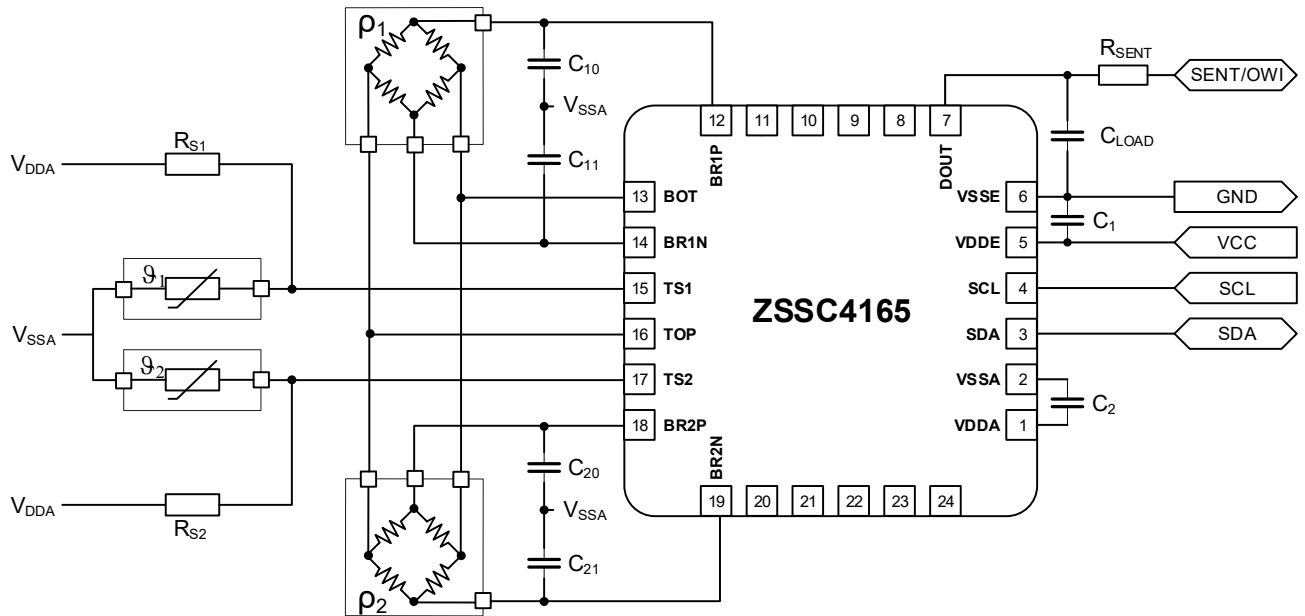 ρ1
C10
VSSA
C11
RSENT
SENT/OWI
12
11
10
9
8
7
BR1P
DOUT
CLOAD
VDDA
RS1
13
BOT
VSSE
6
GND
C1
14
BR1N
VDDE
5
VCC
ϑ1
15
TS1
SCL
4
SCL
ZSSC4165
VSSA
16
TOP
SDA
3
SDA
ϑ2
17
TS2
VSSA
2
C2
18
BR2P
VDDA
1
BR2N
C20
19
20
21
22
23
24
VDDA
RS2
VSSA
C21
ρ2